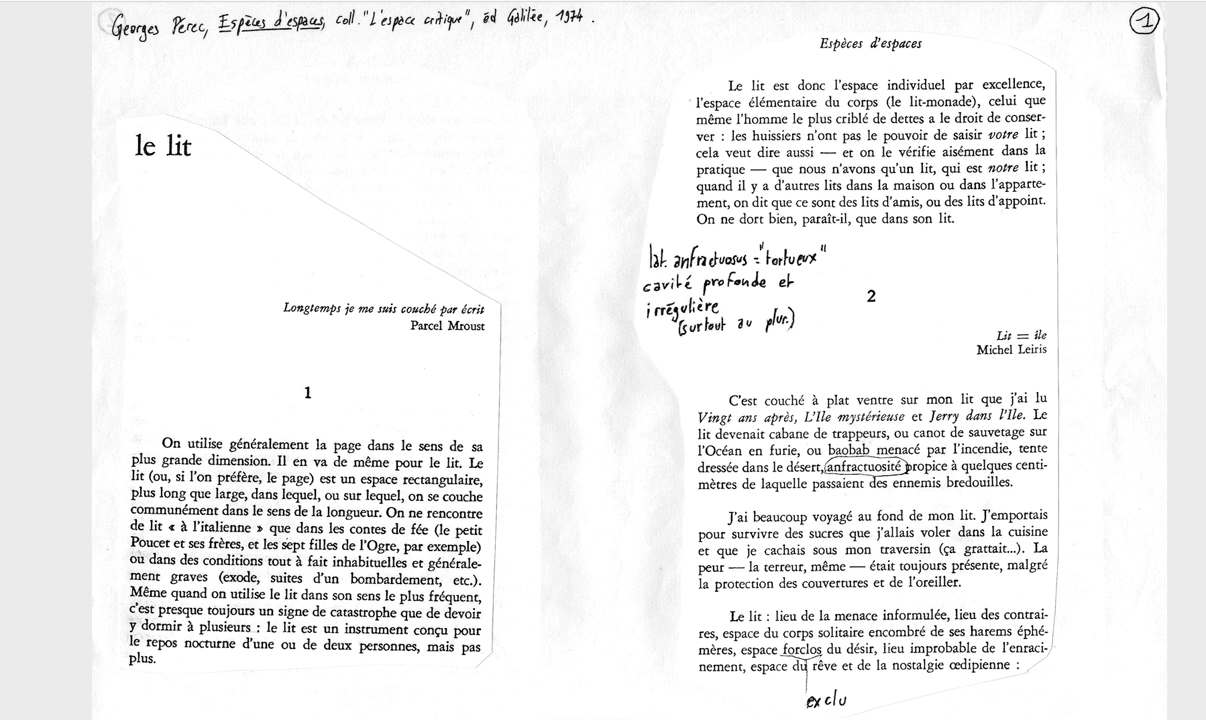 Georges Perec, Espèces d'espaces, coll. "L'espace critique", éd Galilée, 1974.
1
le lit
Longtemps je me suis couché par écrit
Parcel Mroust
1
On utilise généralement la page dans le sens de sa
plus grande dimension. Il en va de même pour le lit. Le
lit (ou, si l'on préfère, le page) est un espace rectangulaire,
plus long que large, dans lequel, ou sur lequel, on se couche
communément dans le sens de la longueur. On ne rencontre
de lit « à l'italienne » que dans les contes de fée (le petit
Poucet et ses frères, et les sept filles de l'Ogre, par exemple)
ou dans des conditions tout à fait inhabituelles et générale-
ment graves (exode, suites d'un bombardement, etc.).
Même quand on utilise le lit dans son sens le plus fréquent,
c'est presque toujours un signe de catastrophe que de devoir
y dormir à plusieurs : le lit est un instrument conçu pour
le repos nocturne d'une ou de deux personnes, mais pas
plus.
Espèces d'espaces
Le lit est donc l'espace individuel par excellence,
l'espace élémentaire du corps (le lit-monade), celui que
même l'homme le plus criblé de dettes a le droit de conser-
ver : les huissiers n'ont pas le pouvoir de saisir votre lit ;
cela veut dire aussi — et on le vérifie aisément dans la
pratique — que nous n'avons qu'un lit, qui est notre lit ;
quand il y a d'autres lits dans la maison ou dans l'apparte-
ment, on dit que ce sont des lits d'amis, ou des lits d'appoint.
On ne dort bien, paraît-il, que dans son lit.
lat. anfractuosus = "tortueux"
cavité profonde et
irrégulière
(surtout au plur.)
2
Lit = île
Michel Leiris
C'est couché à plat ventre sur mon lit que j'ai lu
Vingt ans après, L'Ile mystérieuse et Jerry dans l'Ile. Le
lit devenait cabane de trappeurs, ou canot de sauvetage sur
l'Océan en furie, ou baobab menacé par l'incendie, tente
dressée dans le désert, anfractuosité propice à quelques centi-
mètres de laquelle passaient des ennemis bredouilles.
J'ai beaucoup voyagé au fond de mon lit. J'emportais
pour survivre des sucres que j'allais voler dans la cuisine
et que je cachais sous mon traversin (ça grattait...). La
peur — la terreur, même — était toujours présente, malgré
la protection des couvertures et de l'oreiller.
Le lit : lieu de la menace informulée, lieu des contrai-
res, espace du corps solitaire encombré de ses harems éphé-
mères, espace forclos du désir, lieu improbable de l'enraci-
nement, espace du rêve et de la nostalgie œdipienne :
exclu